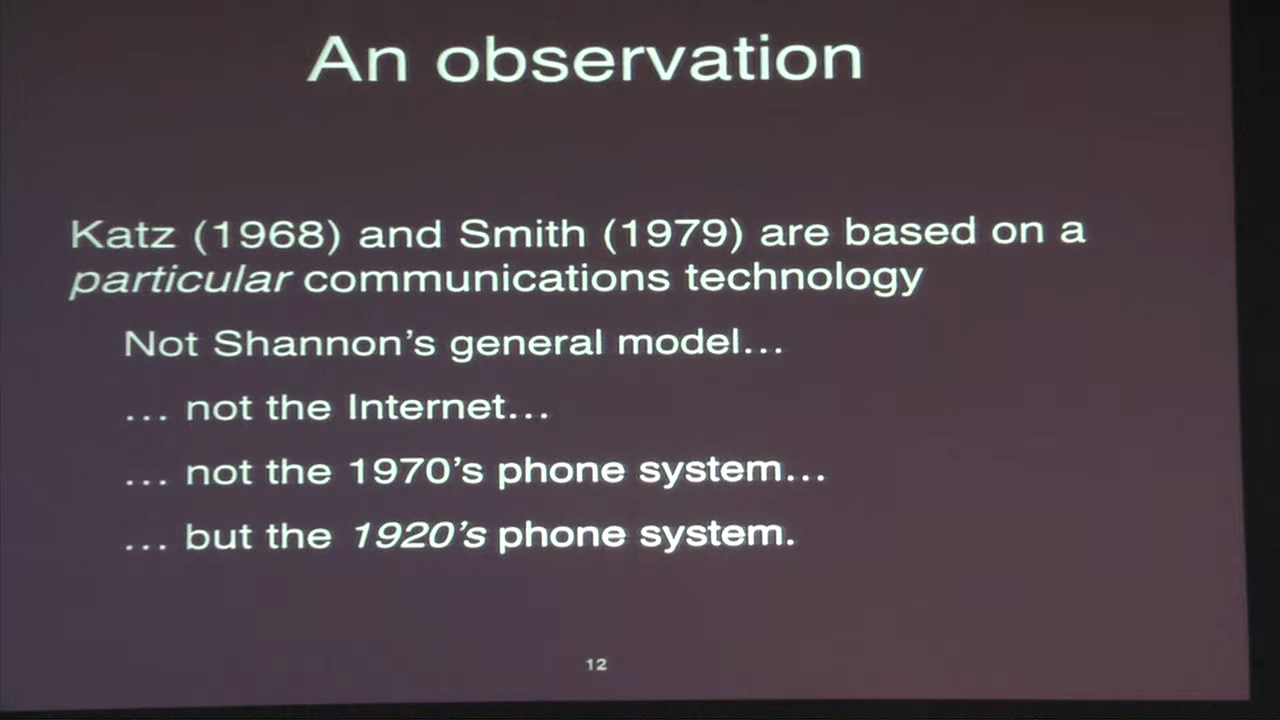 An observation
Katz (1968) and Smith (1979) are based on a
particular communications technology
Not Shannon’s general model…
… not the Internet…
… not the 1970’s phone system…
… but the 1920’s phone system.
12